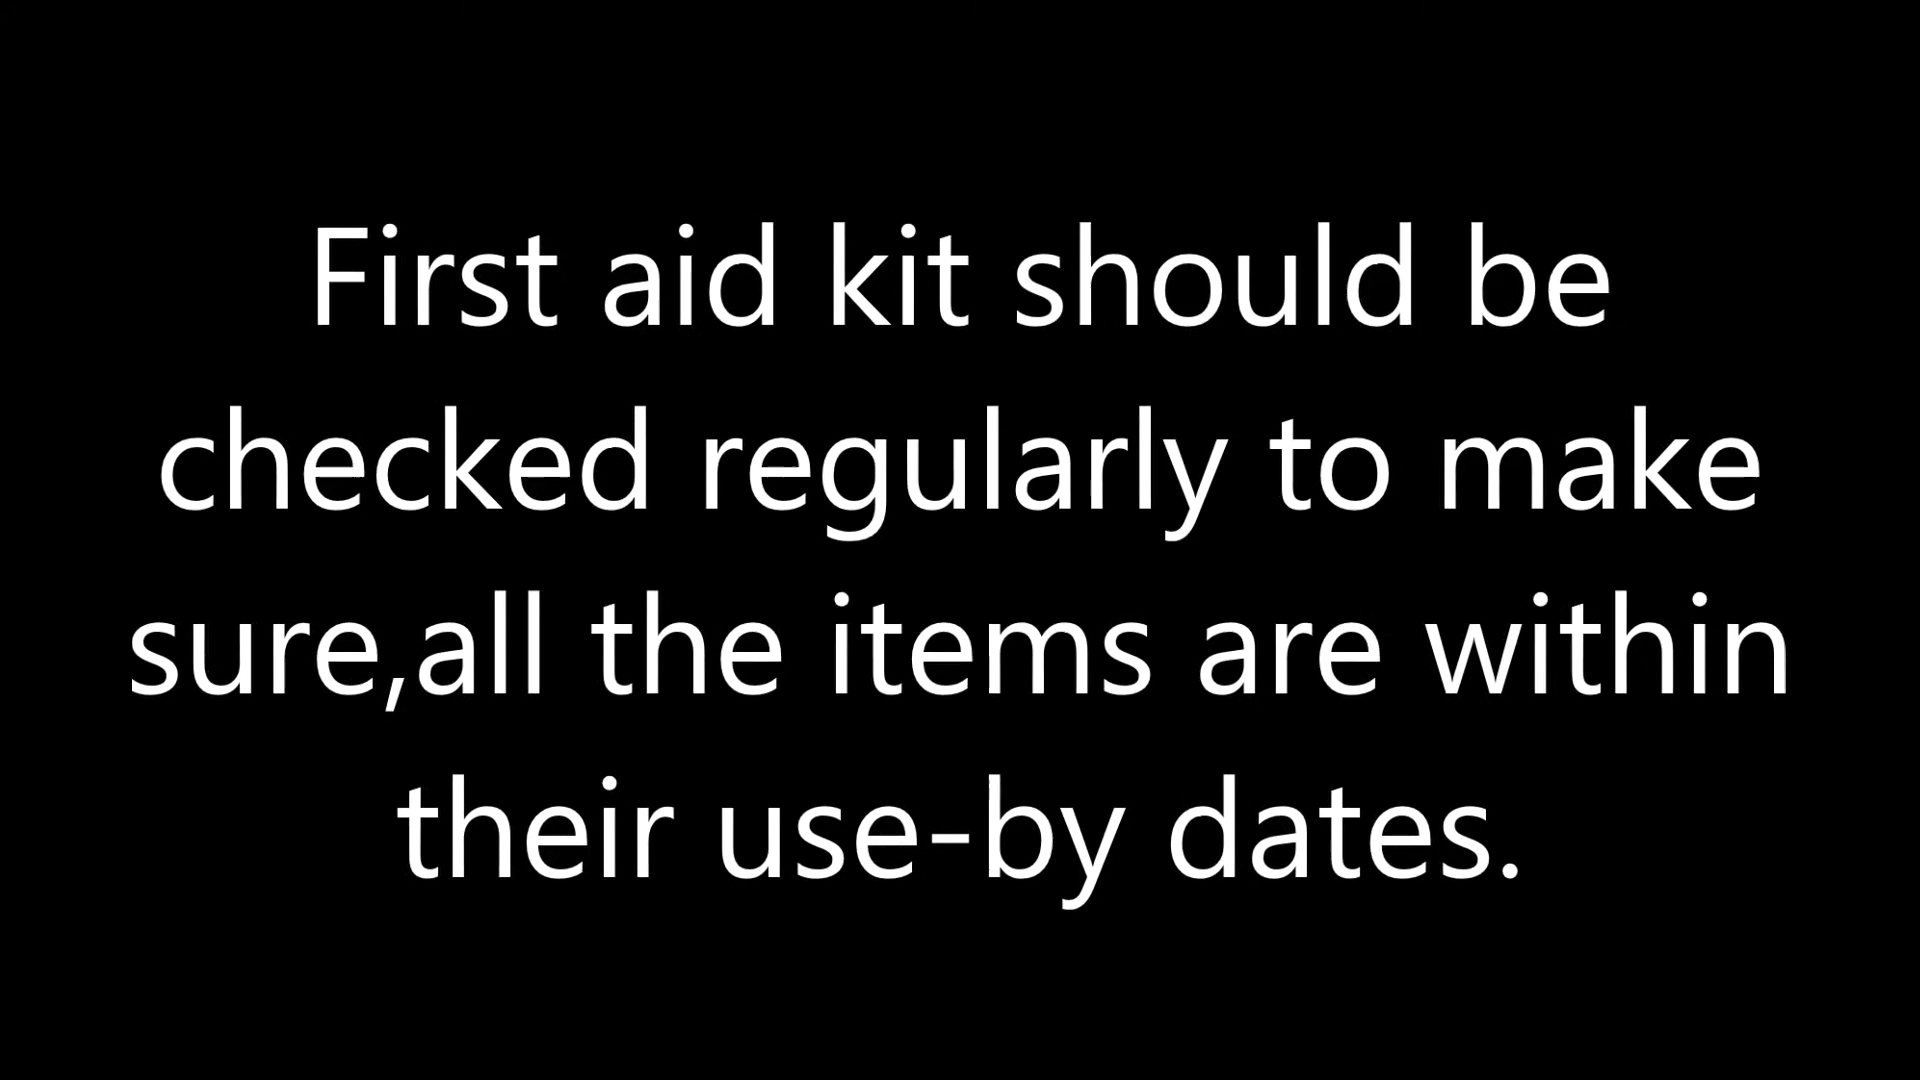 First aid kit should be
checked regularly to make
sure,all the items are within
their use-by dates.